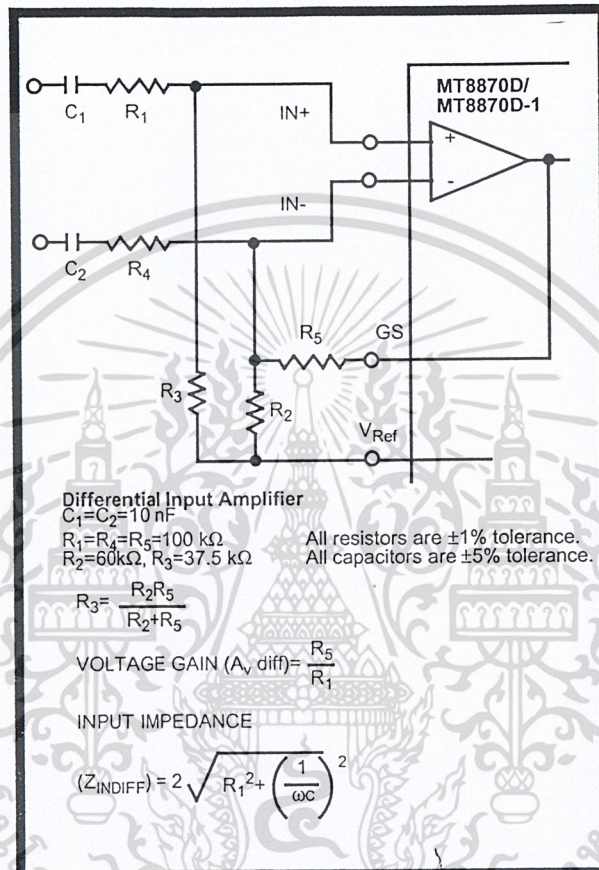 MT8870D/
MT8870D-1
C₁ R₁ IN+
+
-
IN-
C₂ R₄
R₅ GS
R₃ R₂
V_Ref
Differential Input Amplifier
C₁=C₂=10 nF
R₁=R₄=R₅=100 kΩ All resistors are ±1% tolerance.
R₂=60kΩ, R₃=37.5 kΩ All capacitors are ±5% tolerance.
R₃= R₂R₅ / R₂+R₅
VOLTAGE GAIN (Aᵥ diff)= R₅ / R₁
INPUT IMPEDANCE
(Z_INDIFF) = 2 √ R₁²+ (1 / ωc)²